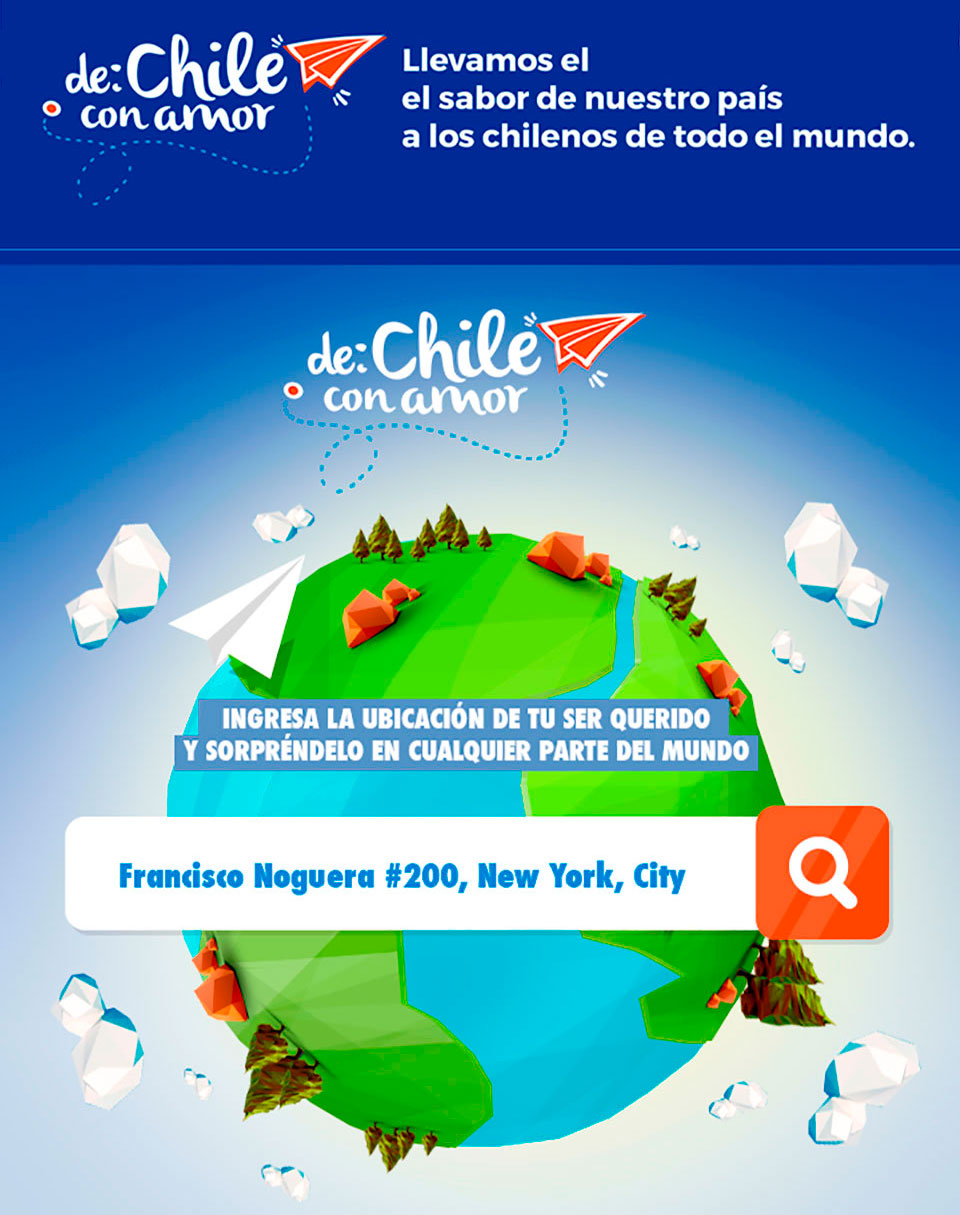 de: Chile
con amor
Llevamos el
el sabor de nuestro país
a los chilenos de todo el mundo.
de: Chile
con amor
INGRESA LA UBICACIÓN DE TU SER QUERIDO
Y SORPRÉNDELO EN CUALQUIER PARTE DEL MUNDO
Francisco Noguera #200, New York, City